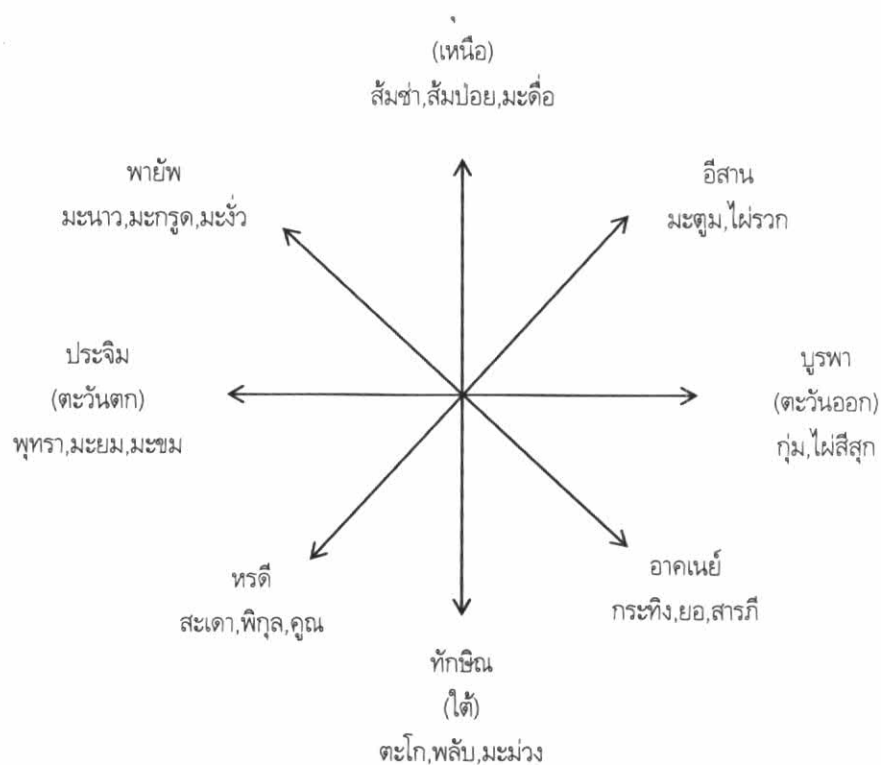 (เหนือ)
ส้มซ่า,ส้มป่อย,มะดื่อ
พายัพ
มะนาว,มะกรูด,มะงั่ว
อีสาน
มะตูม,ไผ่รวก
ประจิม
(ตะวันตก)
พุทรา,มะยม,มะขม
บูรพา
(ตะวันออก)
กุ่ม,ไผ่สีสุก
หรดี
สะเดา,พิกุล,คูณ
อาคเนย์
กระทิง,ยอ,สารภี
ทักษิณ
(ใต้)
ตะโก,พลับ,มะม่วง